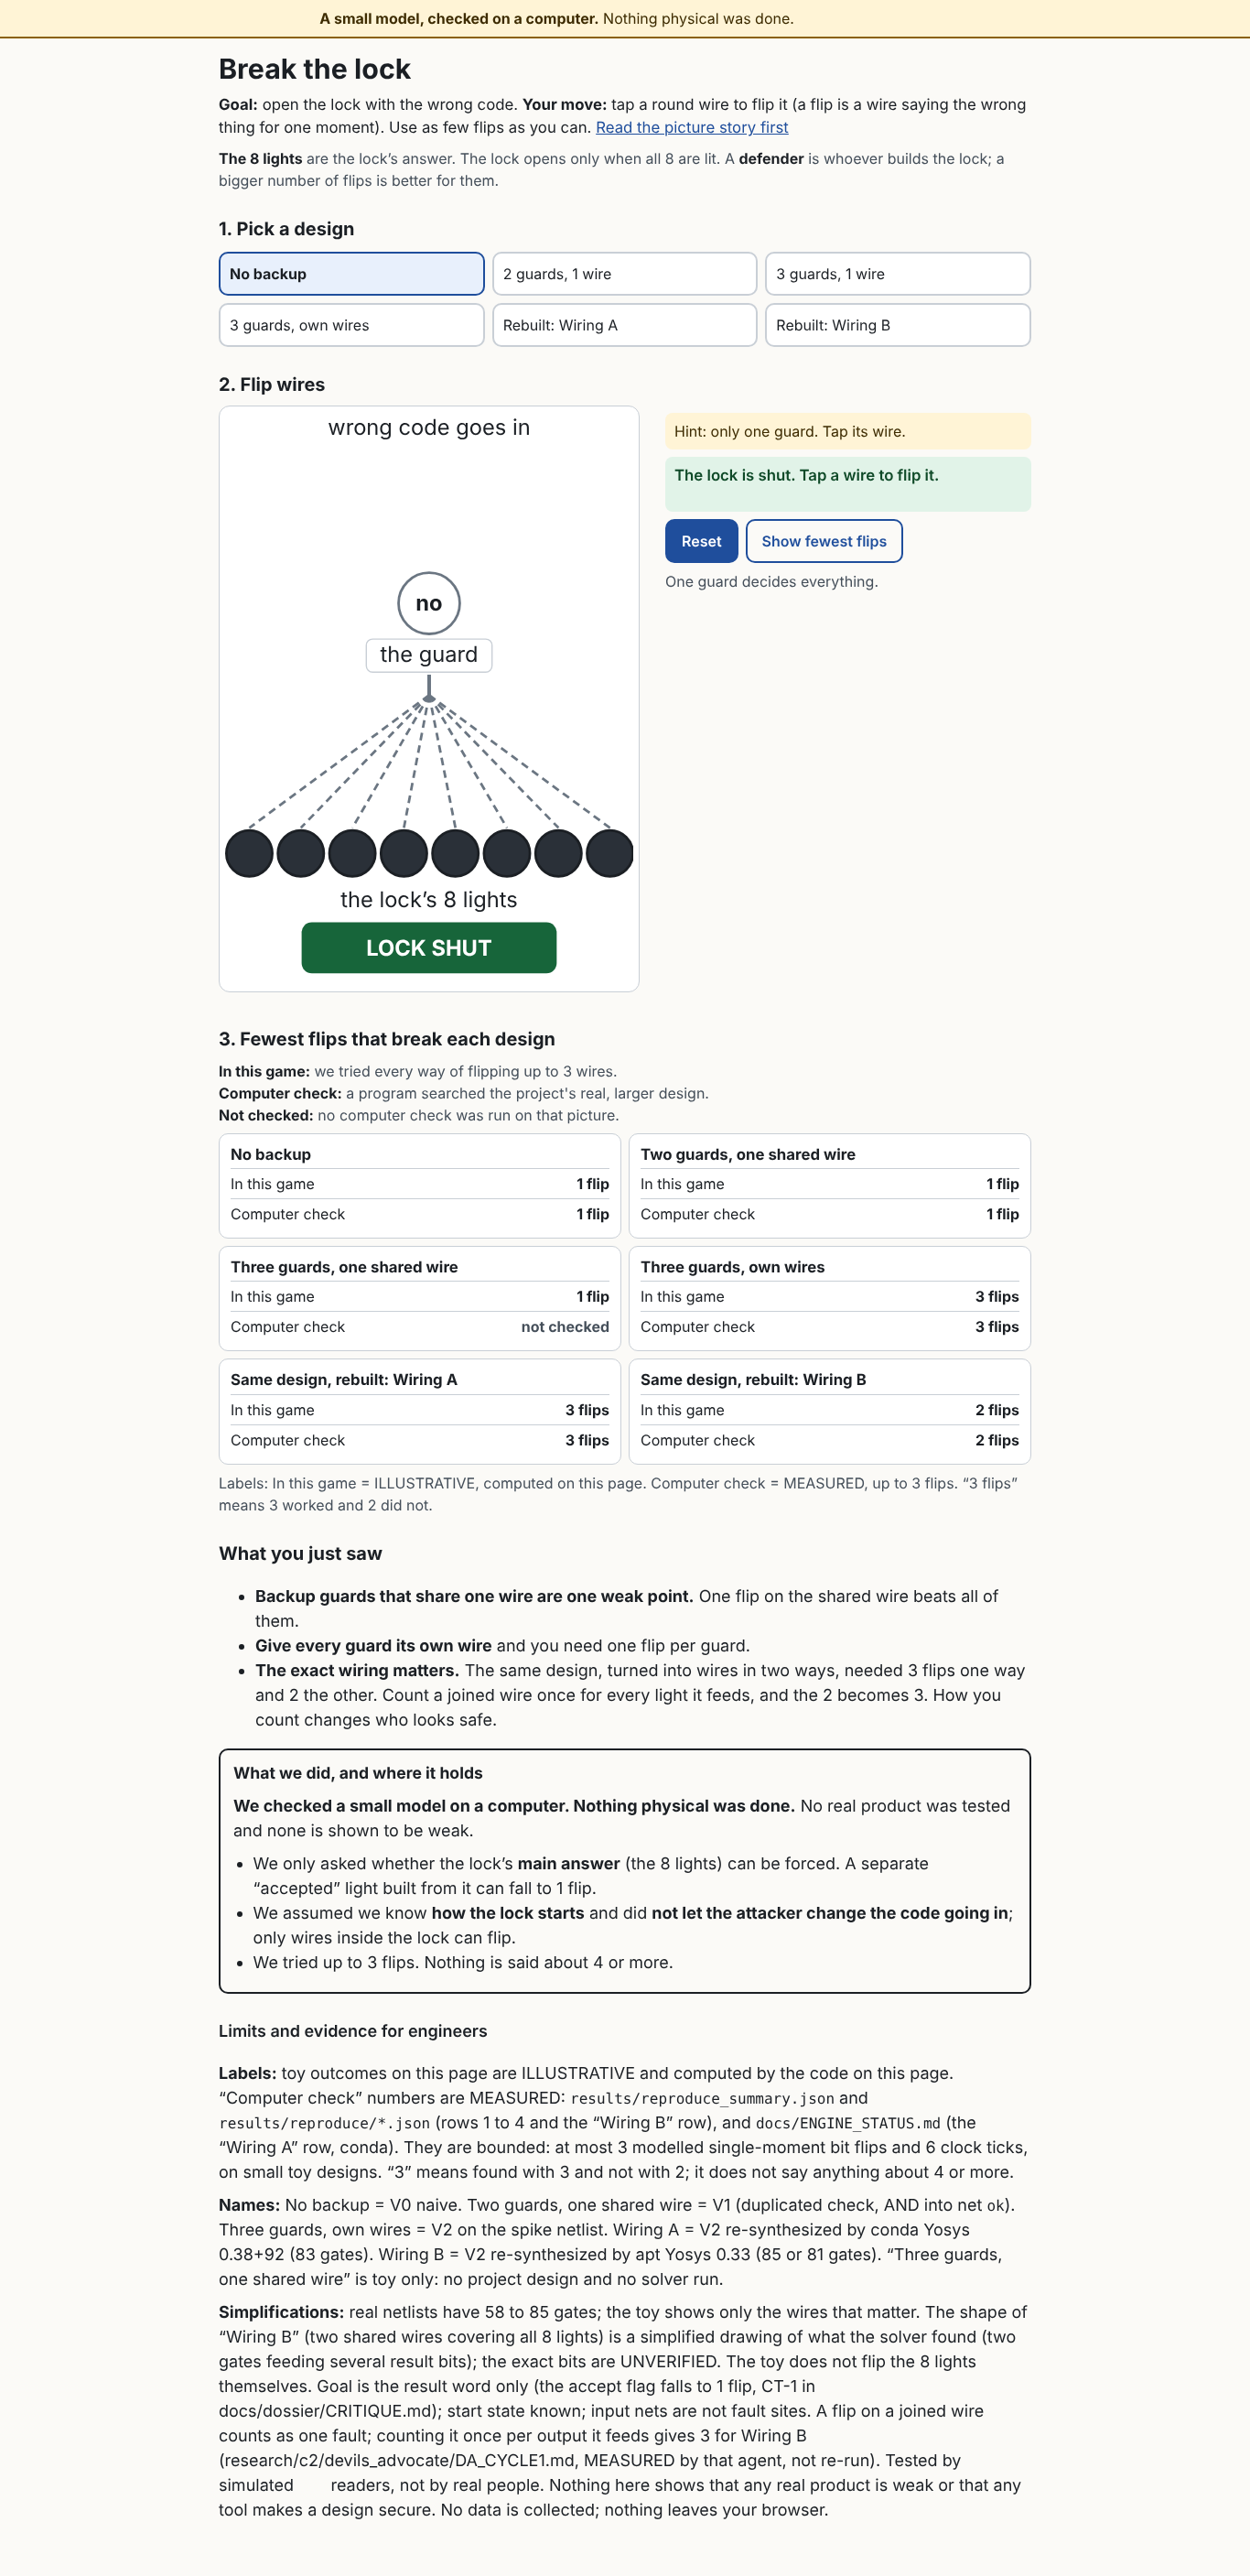 A small model, checked on a computer. Nothing physical was done.
Break the lock
Goal: open the lock with the wrong code. Your move: tap a round wire to flip it (a flip is a wire saying the wrong
thing for one moment). Use as few flips as you can. Read the picture story first
The 8 lights are the lock’s answer. The lock opens only when all 8 are lit. A defender is whoever builds the lock; a
bigger number of flips is better for them.
1. Pick a design
No backup
2 guards, 1 wire
3 guards, 1 wire
3 guards, own wires
Rebuilt: Wiring A
Rebuilt: Wiring B
2. Flip wires
wrong code goes in
no
the guard
the lock’s 8 lights
LOCK SHUT
Hint: only one guard. Tap its wire.
The lock is shut. Tap a wire to flip it.
Reset
Show fewest flips
One guard decides everything.
3. Fewest flips that break each design
In this game: we tried every way of flipping up to 3 wires.
Computer check: a program searched the project's real, larger design.
Not checked: no computer check was run on that picture.
No backup
In this game 1 flip
Computer check 1 flip
Two guards, one shared wire
In this game 1 flip
Computer check 1 flip
Three guards, one shared wire
In this game 1 flip
Computer check not checked
Three guards, own wires
In this game 3 flips
Computer check 3 flips
Same design, rebuilt: Wiring A
In this game 3 flips
Computer check 3 flips
Same design, rebuilt: Wiring B
In this game 2 flips
Computer check 2 flips
Labels: In this game = ILLUSTRATIVE, computed on this page. Computer check = MEASURED, up to 3 flips. “3 flips”
means 3 worked and 2 did not.
What you just saw
• Backup guards that share one wire are one weak point. One flip on the shared wire beats all of
them.
• Give every guard its own wire and you need one flip per guard.
• The exact wiring matters. The same design, turned into wires in two ways, needed 3 flips one way
and 2 the other. Count a joined wire once for every light it feeds, and the 2 becomes 3. How you
count changes who looks safe.
What we did, and where it holds
We checked a small model on a computer. Nothing physical was done. No real product was tested
and none is shown to be weak.
• We only asked whether the lock’s main answer (the 8 lights) can be forced. A separate
“accepted” light built from it can fall to 1 flip.
• We assumed we know how the lock starts and did not let the attacker change the code going in;
only wires inside the lock can flip.
• We tried up to 3 flips. Nothing is said about 4 or more.
Limits and evidence for engineers
Labels: toy outcomes on this page are ILLUSTRATIVE and computed by the code on this page.
“Computer check” numbers are MEASURED: results/reproduce_summary.json and
results/reproduce/*.json (rows 1 to 4 and the “Wiring B” row), and docs/ENGINE_STATUS.md (the
“Wiring A” row, conda). They are bounded: at most 3 modelled single-moment bit flips and 6 clock ticks,
on small toy designs. “3” means found with 3 and not with 2; it does not say anything about 4 or more.
Names: No backup = V0 naive. Two guards, one shared wire = V1 (duplicated check, AND into net ok).
Three guards, own wires = V2 on the spike netlist. Wiring A = V2 re-synthesized by conda Yosys
0.38+92 (83 gates). Wiring B = V2 re-synthesized by apt Yosys 0.33 (85 or 81 gates). “Three guards,
one shared wire” is toy only: no project design and no solver run.
Simplifications: real netlists have 58 to 85 gates; the toy shows only the wires that matter. The shape of
“Wiring B” (two shared wires covering all 8 lights) is a simplified drawing of what the solver found (two
gates feeding several result bits); the exact bits are UNVERIFIED. The toy does not flip the 8 lights
themselves. Goal is the result word only (the accept flag falls to 1 flip, CT-1 in
docs/dossier/CRITIQUE.md); start state known; input nets are not fault sites. A flip on a joined wire
counts as one fault; counting it once per output it feeds gives 3 for Wiring B
(research/c2/devils_advocate/DA_CYCLE1.md, MEASURED by that agent, not re-run). Tested by
simulated readers, not by real people. Nothing here shows that any real product is weak or that any
tool makes a design secure. No data is collected; nothing leaves your browser.